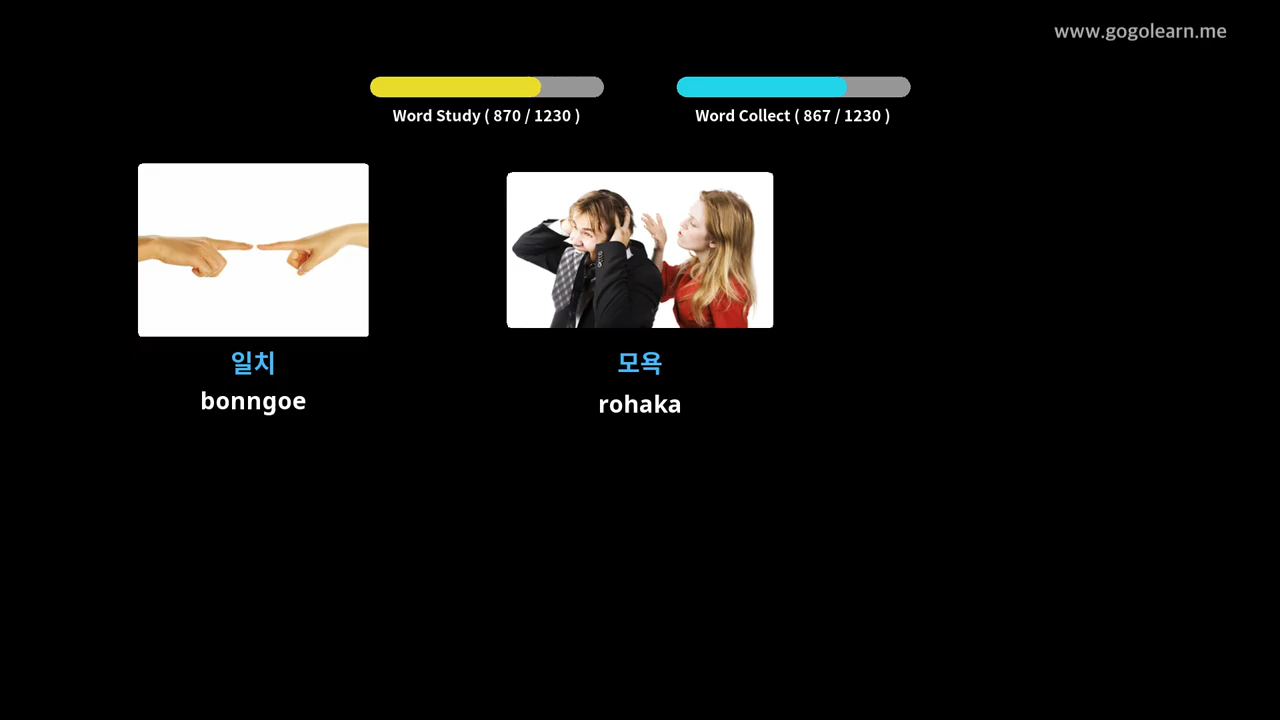 www.gogolearn.me
Word Study ( 870 / 1230 )
Word Collect ( 867 / 1230 )
일치
bonngoe
모욕
rohaka